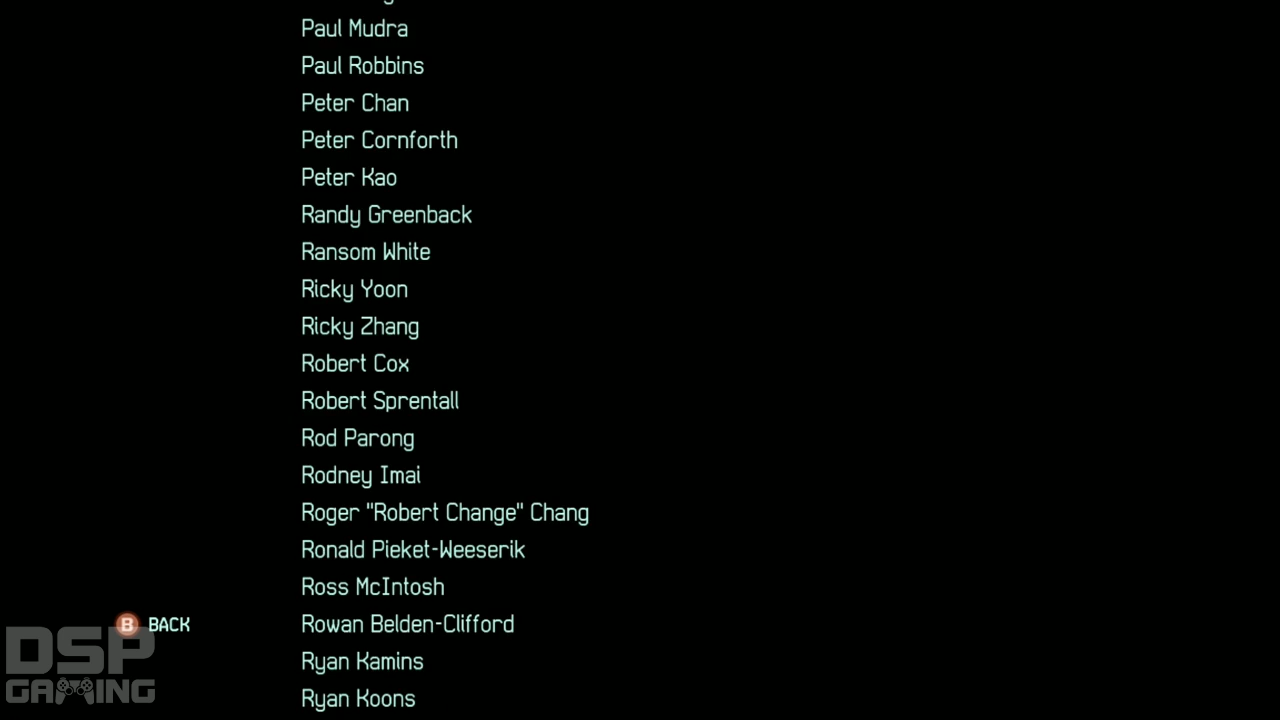 Paul Mudra
Paul Robbins
Peter Chan
Peter Cornforth
Peter Kao
Randy Greenback
Ransom White
Ricky Yoon
Ricky Zhang
Robert Cox
Robert Sprentall
Rod Parong
Rodney Imai
Roger "Robert Change" Chang
Ronald Pieket-Weeserik
Ross McIntosh
B BACK
Rowan Belden-Clifford
Ryan Kamins
Ryan Koons
DSP
GAMING